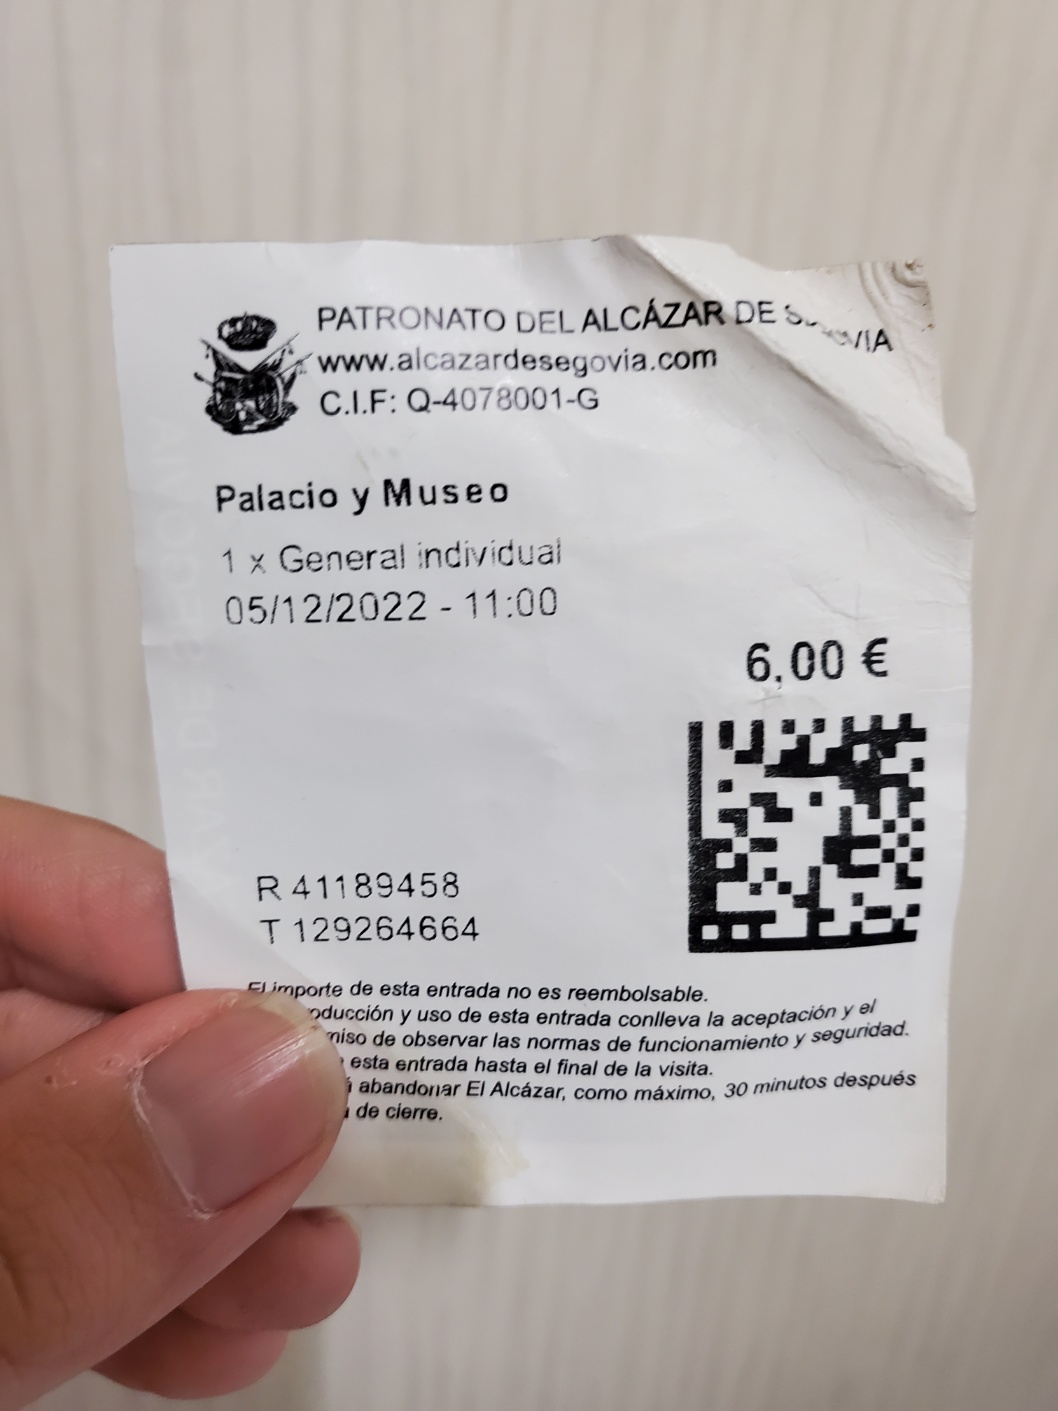 PATRONATO DEL ALCÁZAR DE SEGOVIA
www.alcazardesegovia.com
C.I.F: Q-4078001-G
Palacio y Museo
1 x General individual
05/12/2022 - 11:00
6,00 €
R 41189458
T 129264664
El importe de esta entrada no es reembolsable.
y uso de esta entrada conlleva la aceptación y el
de observar las normas de funcionamiento y seguridad.
esta entrada hasta el final de la visita.
abandonar El Alcázar, como máximo, 30 minutos después
de cierre.